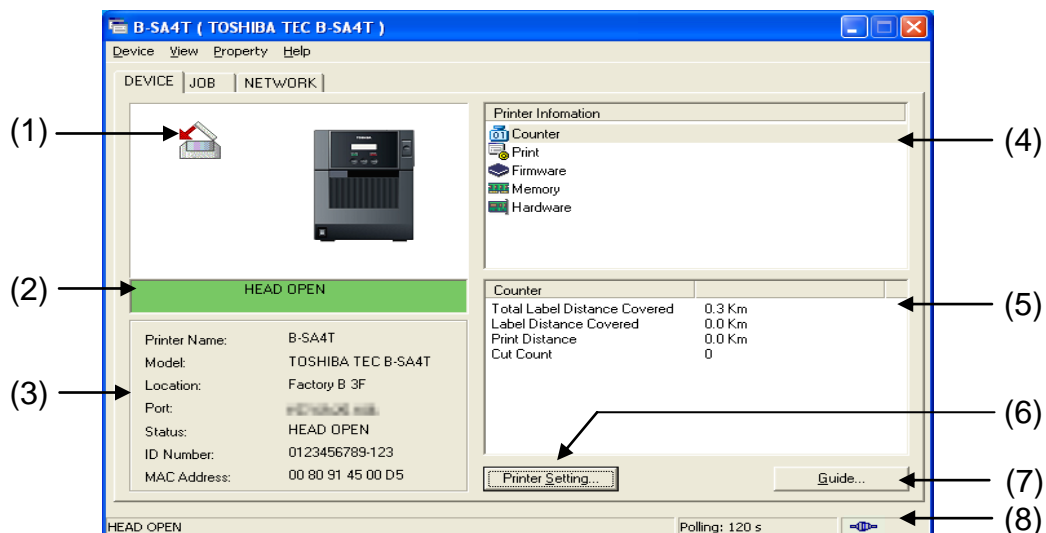 B-SA4T ( TOSHIBA TEC B-SA4T )
Device View Property Help
DEVICE JOB NETWORK
(1)
Printer Infomation
Counter
Print
Firmware
Memory
Hardware
(4)
(2)
HEAD OPEN
Counter
Total Label Distance Covered 0.3 Km
Label Distance Covered 0.0 Km
Print Distance 0.0 Km
Cut Count 0
(5)
(3)
Printer Name: B-SA4T
Model: TOSHIBA TEC B-SA4T
Location: Factory B 3F
Port:
Status: HEAD OPEN
ID Number: 0123456789-123
MAC Address: 00 80 91 45 00 D5
(6)
Printer Setting...
Guide...
(7)
HEAD OPEN
Polling: 120 s
(8)